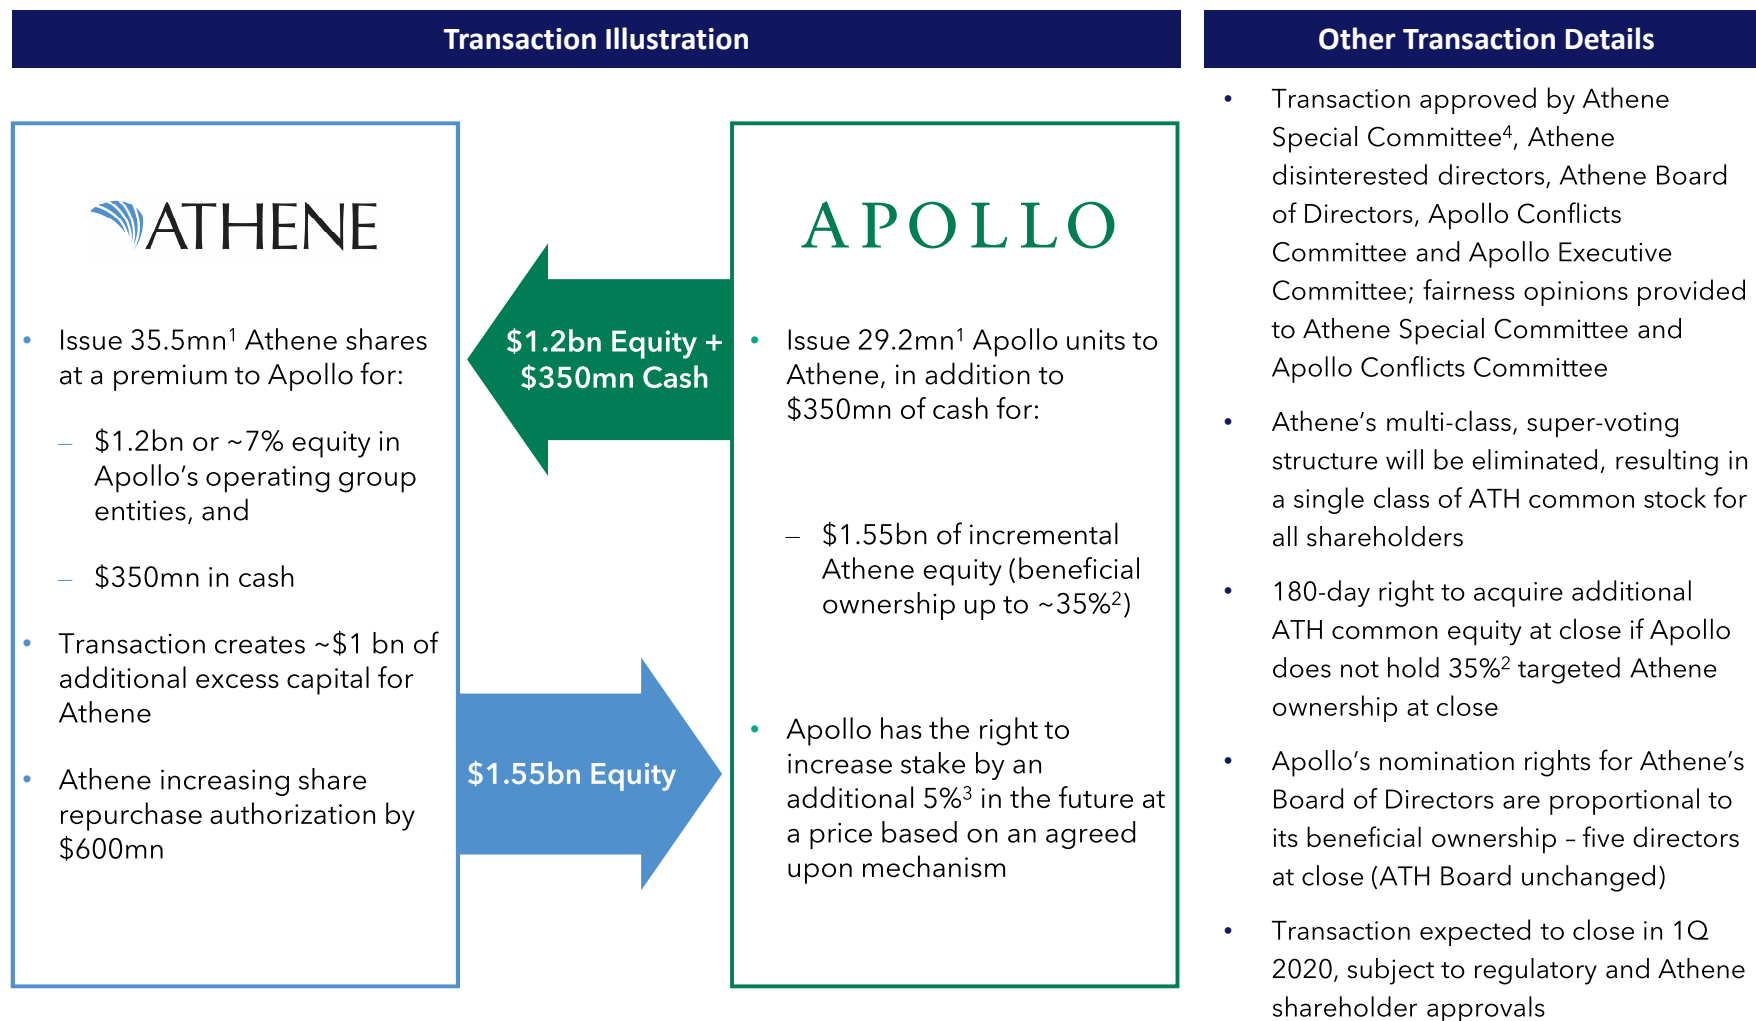 Transaction Illustration
ATHENE
• Issue 35.5mn¹ Athene shares
at a premium to Apollo for:
– $1.2bn or ~7% equity in
Apollo’s operating group
entities, and
– $350mn in cash
• Transaction creates ~$1 bn of
additional excess capital for
Athene
• Athene increasing share
repurchase authorization by
$600mn
$1.2bn Equity +
$350mn Cash
$1.55bn Equity
APOLLO
• Issue 29.2mn¹ Apollo units to
Athene, in addition to
$350mn of cash for:
– $1.55bn of incremental
Athene equity (beneficial
ownership up to ~35%²)
• Apollo has the right to
increase stake by an
additional 5%³ in the future at
a price based on an agreed
upon mechanism
Other Transaction Details
• Transaction approved by Athene
Special Committee⁴, Athene
disinterested directors, Athene Board
of Directors, Apollo Conflicts
Committee and Apollo Executive
Committee; fairness opinions provided
to Athene Special Committee and
Apollo Conflicts Committee
• Athene’s multi-class, super-voting
structure will be eliminated, resulting in
a single class of ATH common stock for
all shareholders
• 180-day right to acquire additional
ATH common equity at close if Apollo
does not hold 35%² targeted Athene
ownership at close
• Apollo’s nomination rights for Athene’s
Board of Directors are proportional to
its beneficial ownership – five directors
at close (ATH Board unchanged)
• Transaction expected to close in 1Q
2020, subject to regulatory and Athene
shareholder approvals